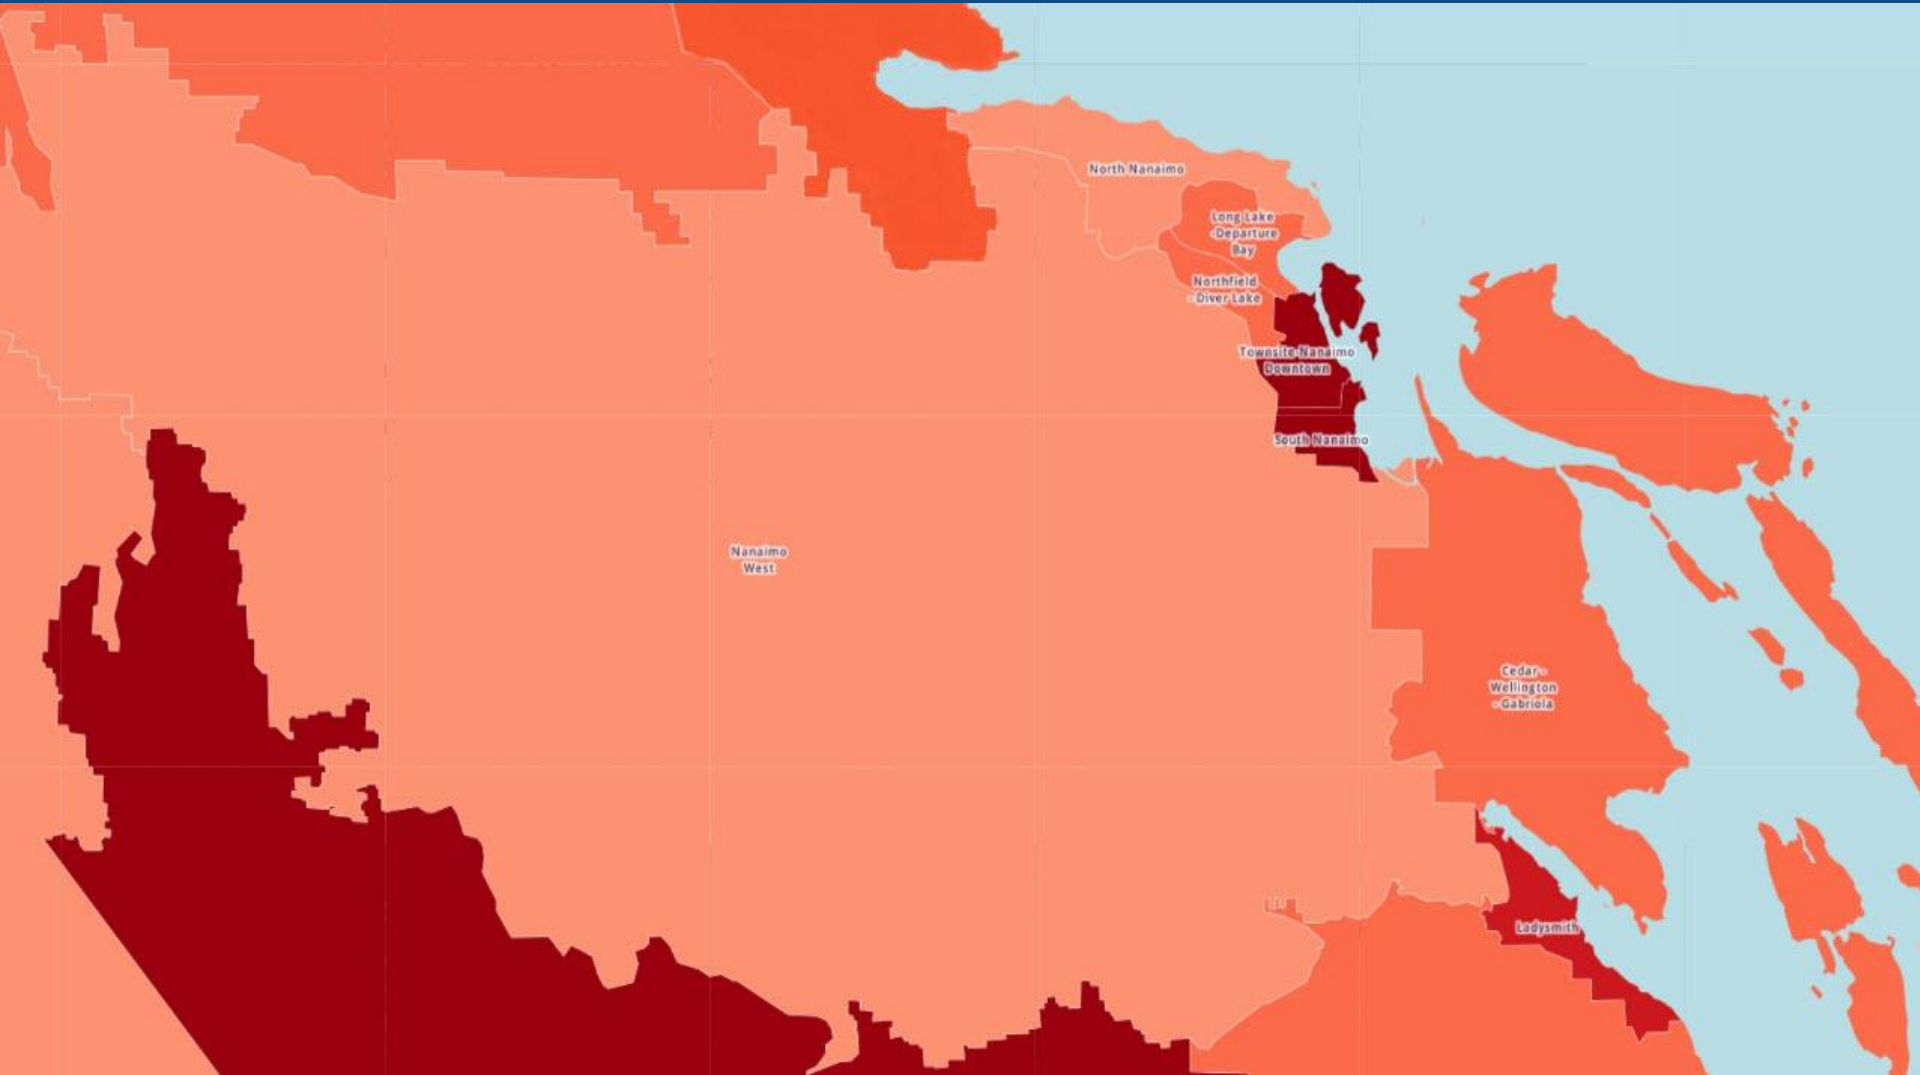 North Nanaimo
Long Lake
-Departure
Bay
Northfield
- Diver Lake
Townsite-Nanaimo
Downtown
South Nanaimo
Nanaimo
West
Cedar -
Wellington
- Gabriola
Ladysmith